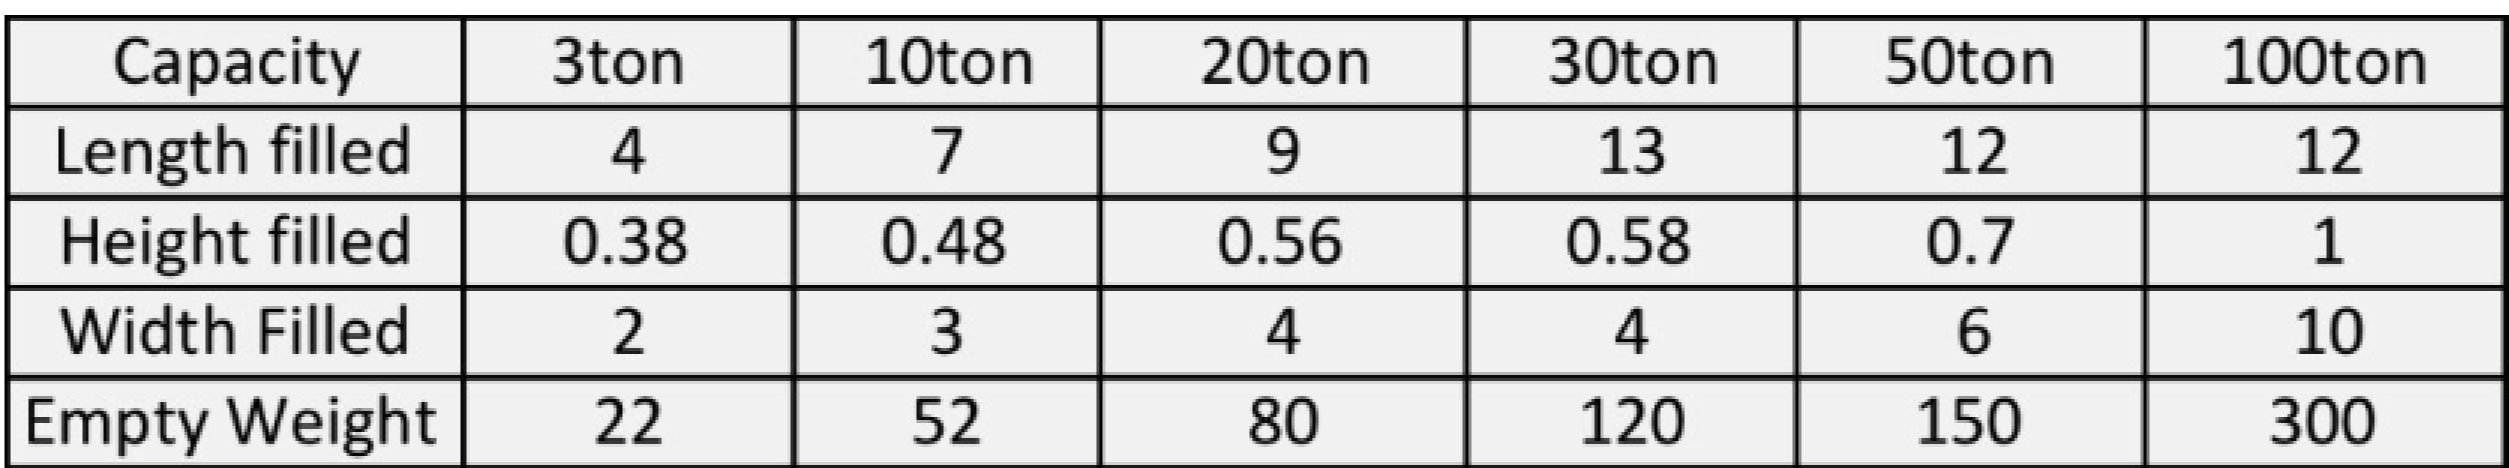 Capacity 3ton 10ton 20ton 30ton 50ton 100ton
Length filled 4 7 9 13 12 12
Height filled 0.38 0.48 0.56 0.58 0.7 1
Width Filled 2 3 4 4 6 10
Empty Weight 22 52 80 120 150 300